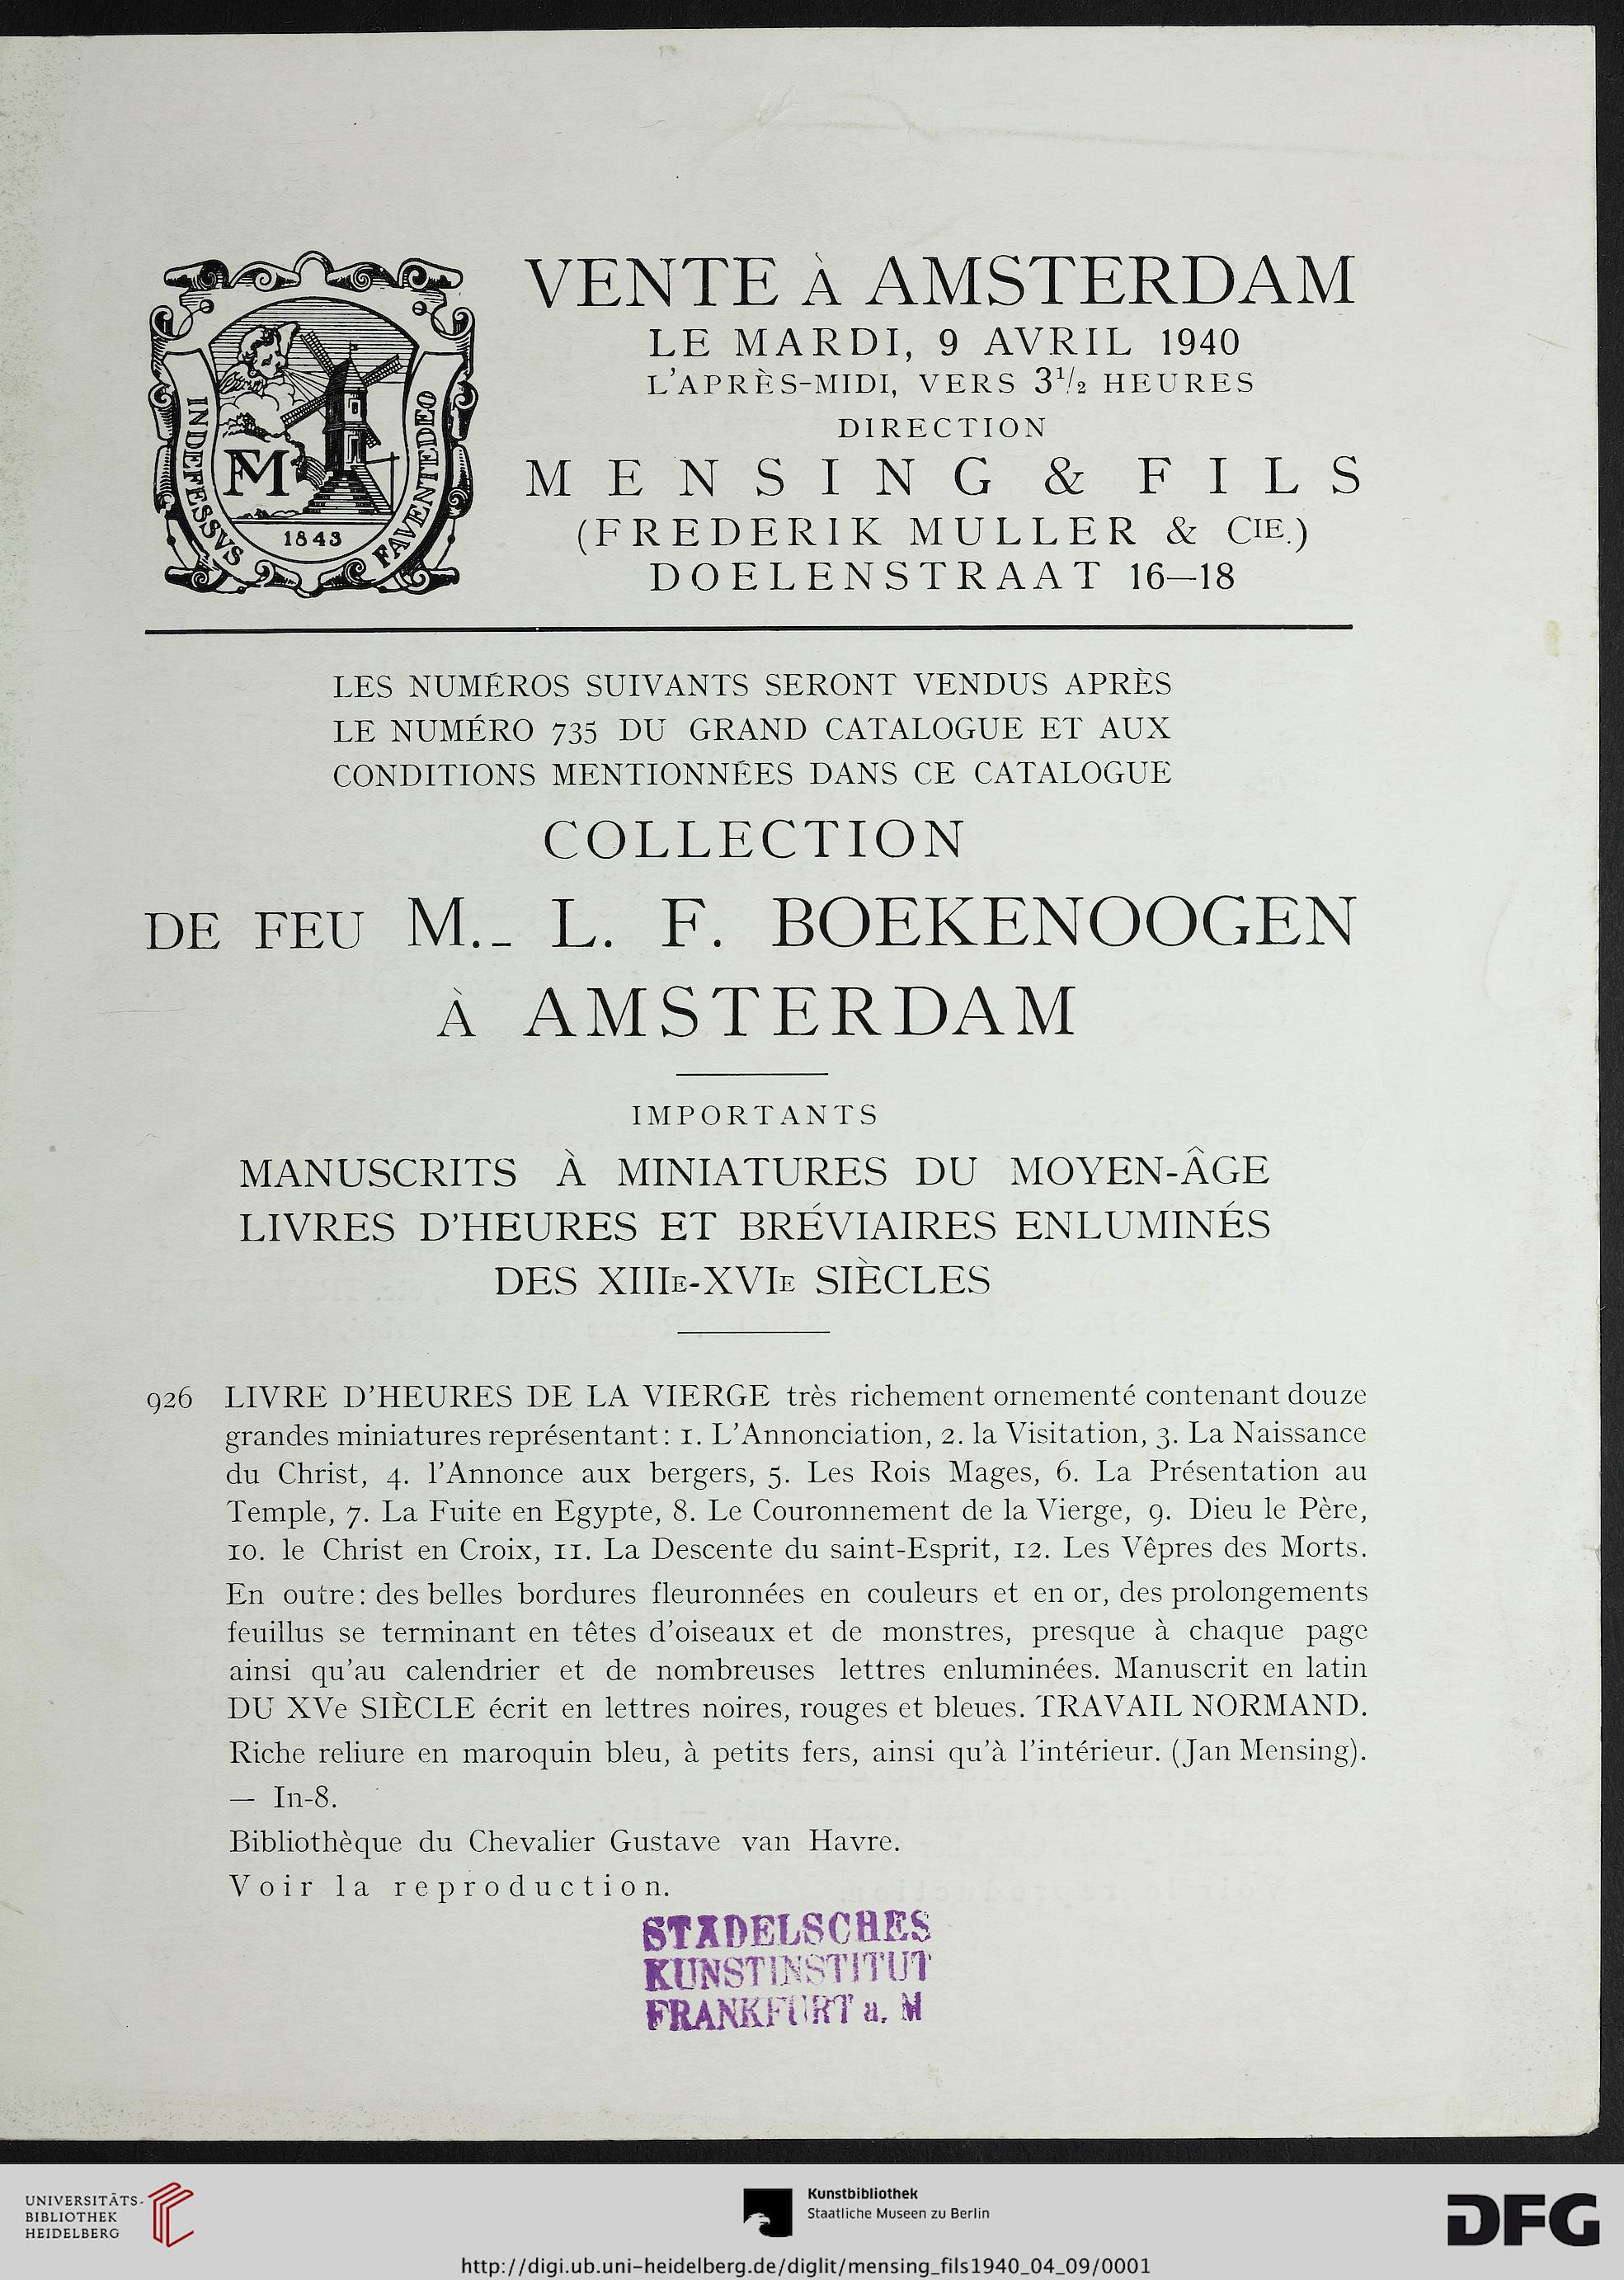 VENTE À AMSTERDAM
LE MARDI, 9 AVRIL 1940
L'APRÈS-MIDI, VERS 3¹/₂ HEURES
DIRECTION
MENSING & FILS
(FREDERIK MULLER & CIE.)
DOELENSTRAAT 16—18
INDEFESSVS FAVENTE DEO
FM
1843
LES NUMÉROS SUIVANTS SERONT VENDUS APRÈS
LE NUMÉRO 735 DU GRAND CATALOGUE ET AUX
CONDITIONS MENTIONNÉES DANS CE CATALOGUE
COLLECTION
DE FEU M.- L. F. BOEKENOOGEN
À AMSTERDAM
IMPORTANTS
MANUSCRITS À MINIATURES DU MOYEN-ÂGE
LIVRES D'HEURES ET BRÉVIAIRES ENLUMINÉS
DES XIIIE-XVIE SIÈCLES
926 LIVRE D'HEURES DE LA VIERGE très richement ornementé contenant douze
grandes miniatures représentant: 1. L'Annonciation, 2. la Visitation, 3. La Naissance
du Christ, 4. l'Annonce aux bergers, 5. Les Rois Mages, 6. La Présentation au
Temple, 7. La Fuite en Egypte, 8. Le Couronnement de la Vierge, 9. Dieu le Père,
10. le Christ en Croix, 11. La Descente du saint-Esprit, 12. Les Vêpres des Morts.
En outre: des belles bordures fleuronnées en couleurs et en or, des prolongements
feuillus se terminant en têtes d'oiseaux et de monstres, presque à chaque page
ainsi qu'au calendrier et de nombreuses lettres enluminées. Manuscrit en latin
DU XVe SIÈCLE écrit en lettres noires, rouges et bleues. TRAVAIL NORMAND.
Riche reliure en maroquin bleu, à petits fers, ainsi qu'à l'intérieur. (Jan Mensing).
— In-8.
Bibliothèque du Chevalier Gustave van Havre.
Voir la reproduction.
STÄDELSCHES
KUNSTINSTITUT
FRANKFURT a. M
UNIVERSITÄTS-
BIBLIOTHEK
HEIDELBERG
Kunstbibliothek
Staatliche Museen zu Berlin
DFG
http://digi.ub.uni-heidelberg.de/diglit/mensing_fils1940_04_09/0001